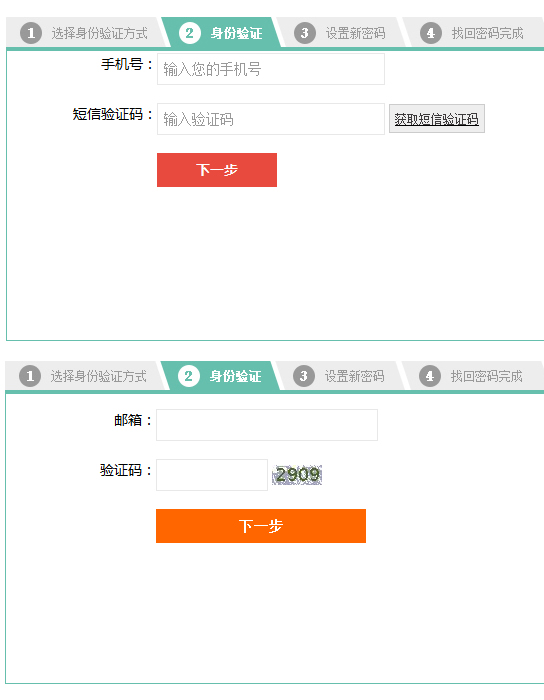 1 选择身份验证方式 2 身份验证 3 设置新密码 4 找回密码完成
手机号： 输入您的手机号
短信验证码： 输入验证码 获取短信验证码
下一步
1 选择身份验证方式 2 身份验证 3 设置新密码 4 找回密码完成
邮箱：
验证码： 2909
下一步